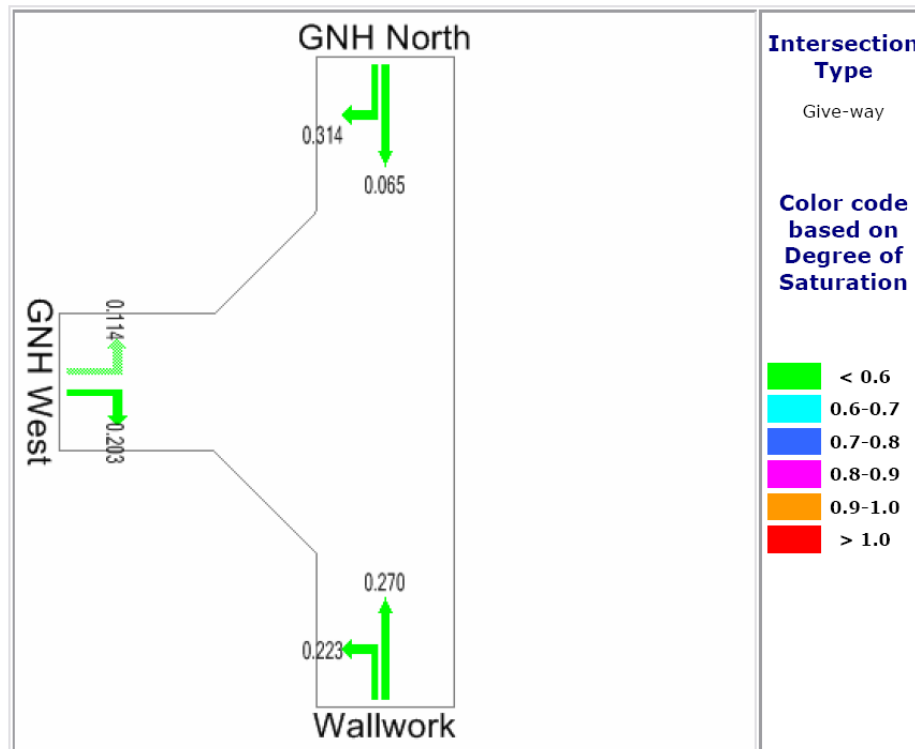 GNH North
0.314
0.065
0.114
GNH West
0.203
0.270
0.223
Wallwork
Intersection
Type
Give-way
Color code
based on
Degree of
Saturation
< 0.6
0.6-0.7
0.7-0.8
0.8-0.9
0.9-1.0
> 1.0